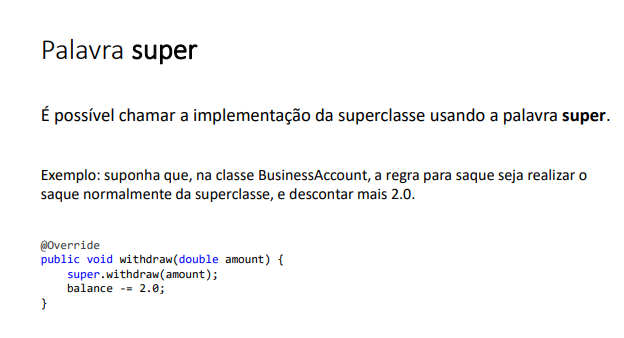 Palavra super
É possível chamar a implementação da superclasse usando a palavra super.
Exemplo: suponha que, na classe BusinessAccount, a regra para saque seja realizar o
saque normalmente da superclasse, e descontar mais 2.0.
@Override
public void withdraw(double amount) {
    super.withdraw(amount);
    balance -= 2.0;
}